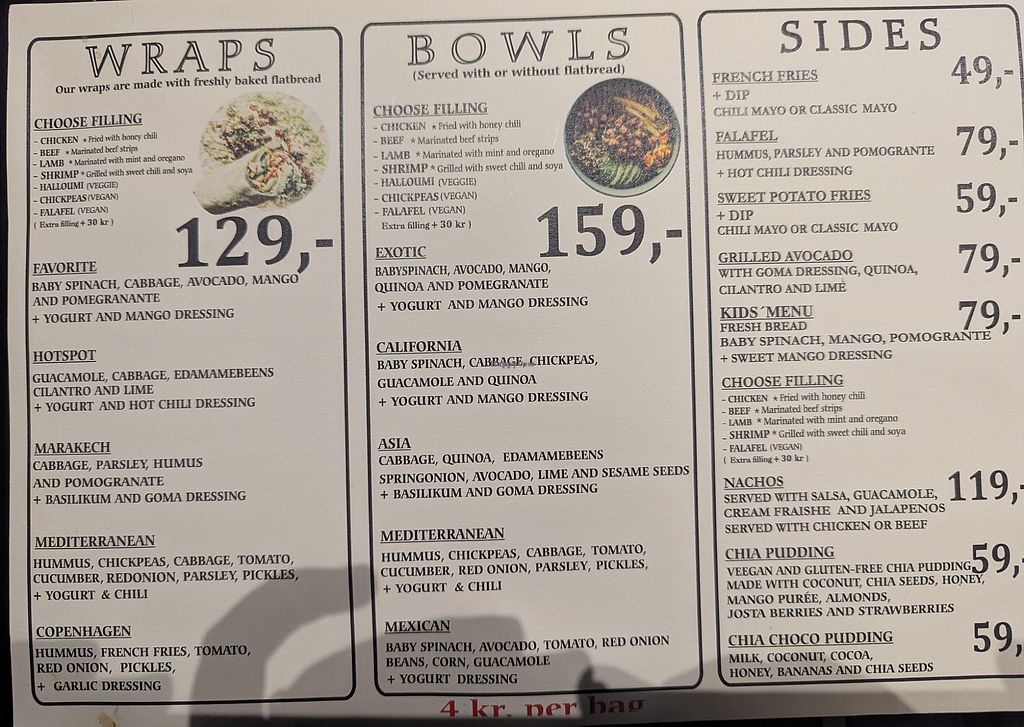 WRAPS
Our wraps are made with freshly baked flatbread
CHOOSE FILLING
- CHICKEN * Fried with honey chili
- BEEF * Marinated beef strips
- LAMB * Marinated with mint and oregano
- SHRIMP * Grilled with sweet chili and soya
- HALLOUMI (VEGGIE)
- CHICKPEAS (VEGAN)
- FALAFEL (VEGAN)
( Extra filling + 30 kr )
129,-
FAVORITE
BABY SPINACH, CABBAGE, AVOCADO, MANGO
AND POMEGRANANTE
+ YOGURT AND MANGO DRESSING
HOTSPOT
GUACAMOLE, CABBAGE, EDAMAMEBEENS
CILANTRO AND LIME
+ YOGURT AND HOT CHILI DRESSING
MARAKECH
CABBAGE, PARSLEY, HUMUS
AND POMOGRANATE
+ BASILIKUM AND GOMA DRESSING
MEDITERRANEAN
HUMMUS, CHICKPEAS, CABBAGE, TOMATO,
CUCUMBER, REDONION, PARSLEY, PICKLES,
+ YOGURT & CHILI
COPENHAGEN
HUMMUS, FRENCH FRIES, TOMATO,
RED ONION, PICKLES,
+ GARLIC DRESSING
BOWLS
(Served with or without flatbread)
CHOOSE FILLING
- CHICKEN * Fried with honey chili
- BEEF * Marinated beef strips
- LAMB * Marinated with mint and oregano
- SHRIMP * Grilled with sweet chili and soya
- HALLOUMI (VEGGIE)
- CHICKPEAS (VEGAN)
- FALAFEL (VEGAN)
Extra filling + 30 kr )
159,-
EXOTIC
BABYSPINACH, AVOCADO, MANGO,
QUINOA AND POMEGRANATE
+ YOGURT AND MANGO DRESSING
CALIFORNIA
BABY SPINACH, CABBAGE, CHICKPEAS,
GUACAMOLE AND QUINOA
+ YOGURT AND MANGO DRESSING
ASIA
CABBAGE, QUINOA, EDAMAMEBEENS
SPRINGONION, AVOCADO, LIME AND SESAME SEEDS
+ BASILIKUM AND GOMA DRESSING
MEDITERRANEAN
HUMMUS, CHICKPEAS, CABBAGE, TOMATO,
CUCUMBER, RED ONION, PARSLEY, PICKLES,
+ YOGURT & CHILI
MEXICAN
BABY SPINACH, AVOCADO, TOMATO, RED ONION
BEANS, CORN, GUACAMOLE
+ YOGURT DRESSING
SIDES
FRENCH FRIES 49,-
+ DIP
CHILI MAYO OR CLASSIC MAYO
FALAFEL 79,-
HUMMUS, PARSLEY AND POMOGRANTE
+ HOT CHILI DRESSING
SWEET POTATO FRIES 59,-
+ DIP
CHILI MAYO OR CLASSIC MAYO
GRILLED AVOCADO 79,-
WITH GOMA DRESSING, QUINOA,
CILANTRO AND LIME
KIDS´MENU 79,-
FRESH BREAD
BABY SPINACH, MANGO, POMOGRANTE
+ SWEET MANGO DRESSING
CHOOSE FILLING
- CHICKEN * Fried with honey chili
- BEEF * Marinated beef strips
- LAMB * Marinated with mint and oregano
- SHRIMP * Grilled with sweet chili and soya
- FALAFEL (VEGAN)
( Extra filling + 30 kr )
NACHOS 119,-
SERVED WITH SALSA, GUACAMOLE,
CREAM FRAISHE AND JALAPENOS
SERVED WITH CHICKEN OR BEEF
CHIA PUDDING 59,-
VEEGAN AND GLUTEN-FREE CHIA PUDDING
MADE WITH COCONUT, CHIA SEEDS, HONEY,
MANGO PURÉE, ALMONDS,
JOSTA BERRIES AND STRAWBERRIES
CHIA CHOCO PUDDING 59,
MILK, COCONUT, COCOA,
HONEY, BANANAS AND CHIA SEEDS
4 kr. per bag